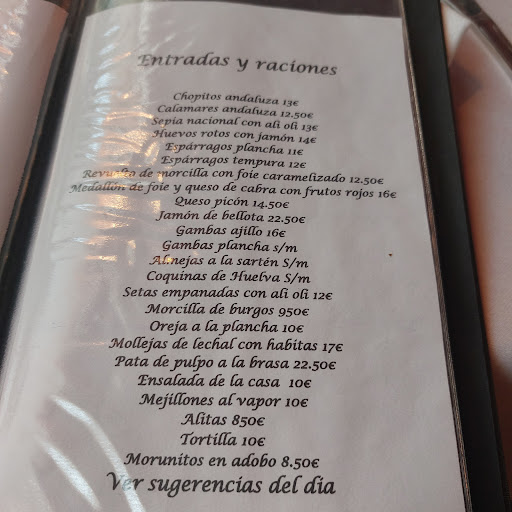 Entradas y raciones
Chopitos andaluza 13€
Calamares andaluza 12.50€
Sepia nacional con ali oli 13€
Huevos rotos con jamón 14€
Espárragos plancha 11€
Espárragos tempura 12€
Revuelto de morcilla con foie caramelizado 12.50€
Medallón de foie y queso de cabra con frutos rojos 16€
Queso picón 14.50€
Jamón de bellota 22.50€
Gambas ajillo 16€
Gambas plancha s/m
Almejas a la sartén S/m
Coquinas de Huelva S/m
Setas empanadas con ali oli 12€
Morcilla de burgos 950€
Oreja a la plancha 10€
Mollejas de lechal con habitas 17€
Pata de pulpo a la brasa 22.50€
Ensalada de la casa 10€
Mejillones al vapor 10€
Alitas 850€
Tortilla 10€
Morunitos en adobo 8.50€
Ver sugerencias del dia